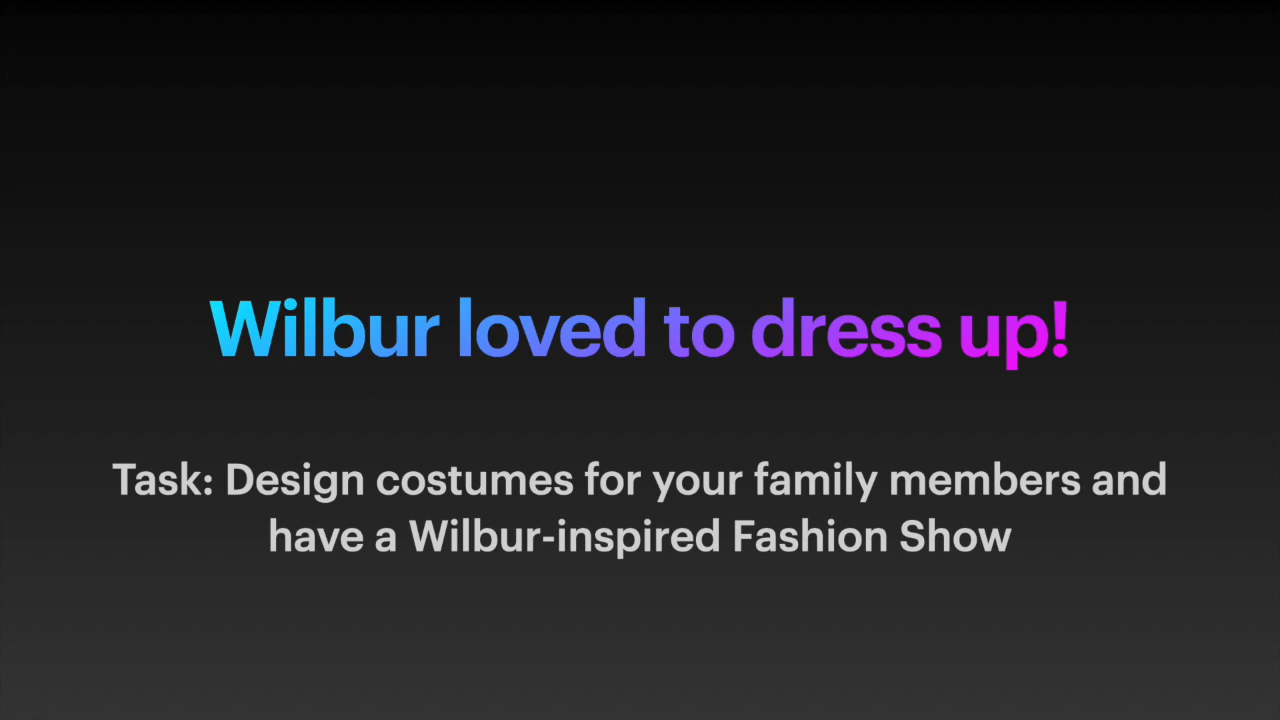 Wilbur loved to dress up!
Task: Design costumes for your family members and
have a Wilbur-inspired Fashion Show